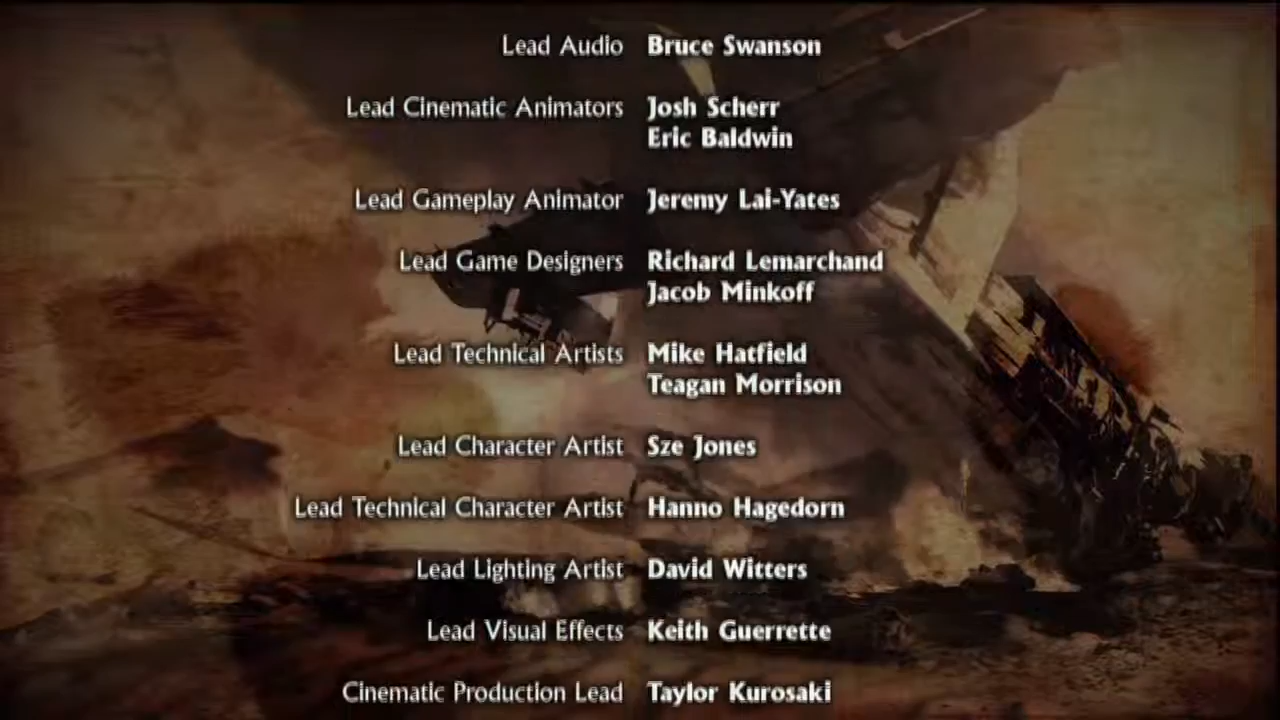 Lead Audio Bruce Swanson
Lead Cinematic Animators Josh Scherr
Eric Baldwin
Lead Gameplay Animator Jeremy Lai-Yates
Lead Game Designers Richard Lemarchand
Jacob Minkoff
Lead Technical Artists Mike Hatfield
Teagan Morrison
Lead Character Artist Sze Jones
Lead Technical Character Artist Hanno Hagedorn
Lead Lighting Artist David Witters
Lead Visual Effects Keith Guerrette
Cinematic Production Lead Taylor Kurosaki